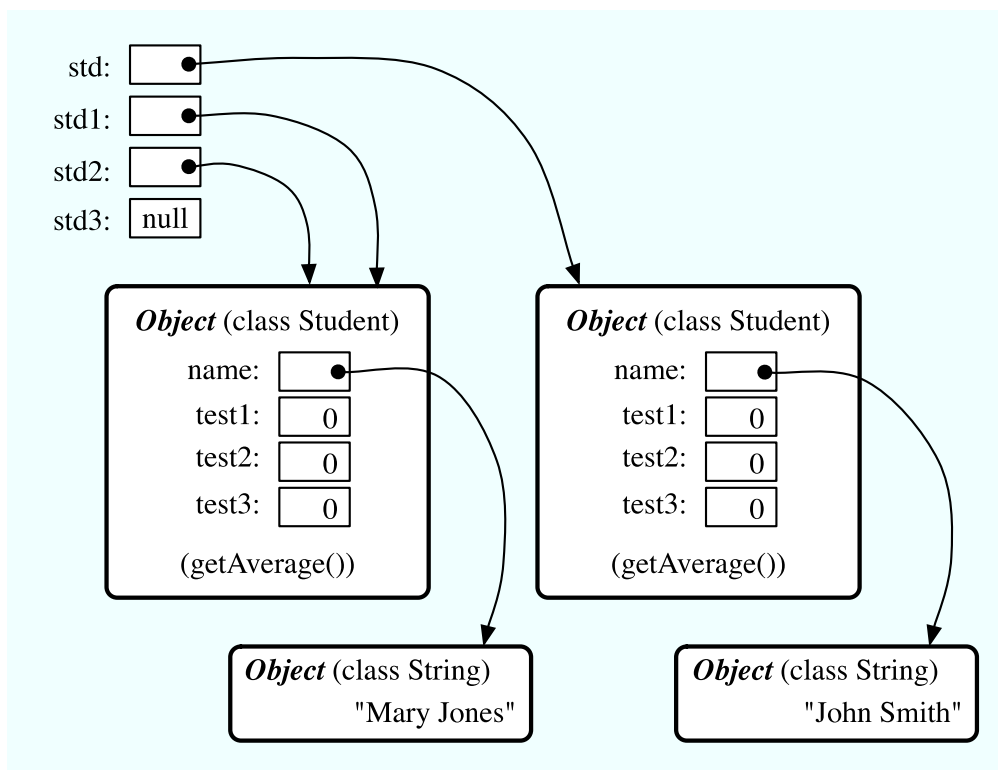 std:
std1:
std2:
std3: null
Object (class Student)
name:
test1: 0
test2: 0
test3: 0
(getAverage())
Object (class Student)
name:
test1: 0
test2: 0
test3: 0
(getAverage())
Object (class String)
"Mary Jones"
Object (class String)
"John Smith"